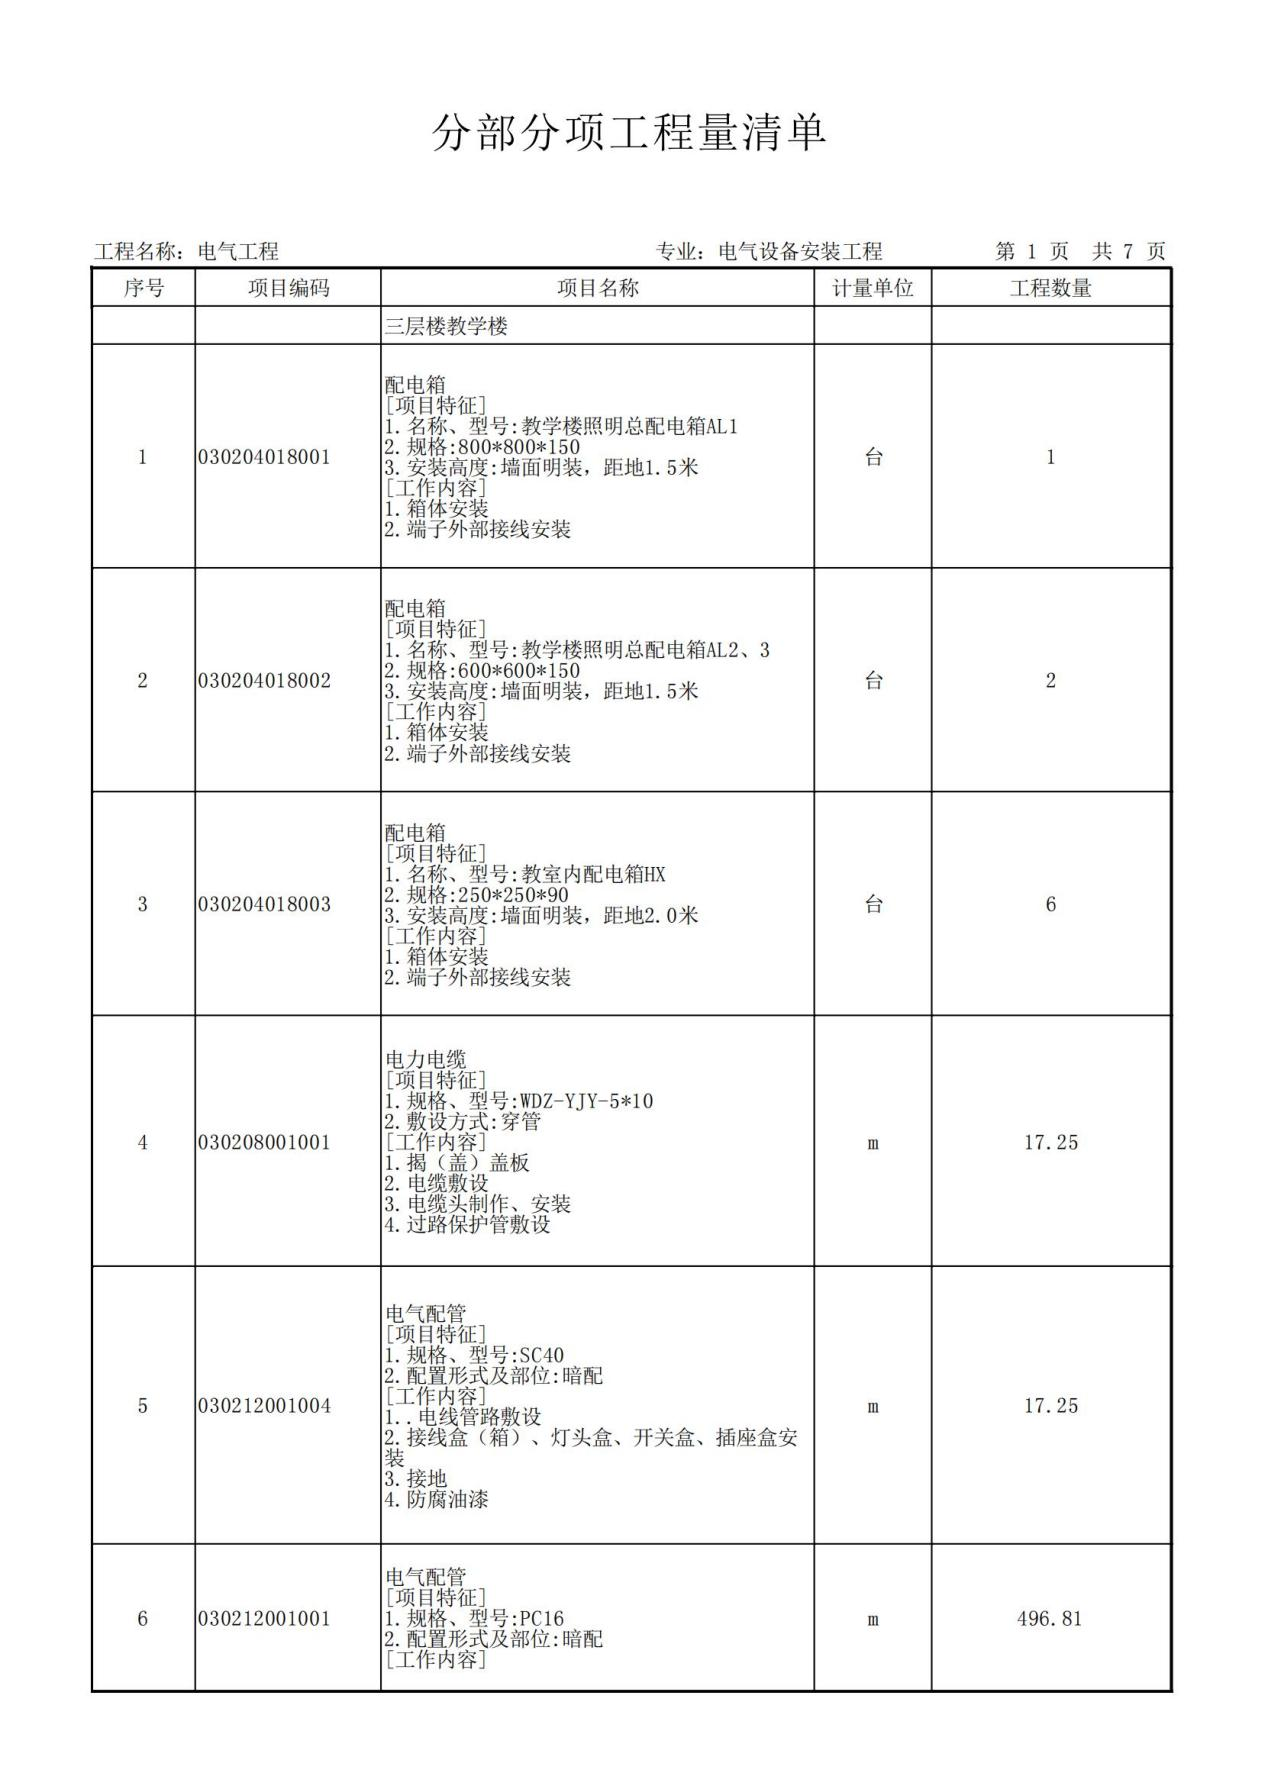 分部分项工程量清单
工程名称：电气工程 专业：电气设备安装工程 第 1 页 共 7 页
序号 项目编码 项目名称 计量单位 工程数量
三层楼教学楼
1 030204018001 台 1
配电箱
[项目特征]
1.名称、型号:教学楼照明总配电箱AL1
2.规格:800*800*150
3.安装高度:墙面明装，距地1.5米
[工作内容]
1.箱体安装
2.端子外部接线安装
2 030204018002 台 2
配电箱
[项目特征]
1.名称、型号:教学楼照明总配电箱AL2、3
2.规格:600*600*150
3.安装高度:墙面明装，距地1.5米
[工作内容]
1.箱体安装
2.端子外部接线安装
3 030204018003 台 6
配电箱
[项目特征]
1.名称、型号:教室内配电箱HX
2.规格:250*250*90
3.安装高度:墙面明装，距地2.0米
[工作内容]
1.箱体安装
2.端子外部接线安装
4 030208001001 m 17.25
电力电缆
[项目特征]
1.规格、型号:WDZ-YJY-5*10
2.敷设方式:穿管
[工作内容]
1.揭（盖）盖板
2.电缆敷设
3.电缆头制作、安装
4.过路保护管敷设
5 030212001004 m 17.25
电气配管
[项目特征]
1.规格、型号:SC40
2.配置形式及部位:暗配
[工作内容]
1..电线管路敷设
2.接线盒（箱）、灯头盒、开关盒、插座盒安
装
3.接地
4.防腐油漆
6 030212001001 m 496.81
电气配管
[项目特征]
1.规格、型号:PC16
2.配置形式及部位:暗配
[工作内容]